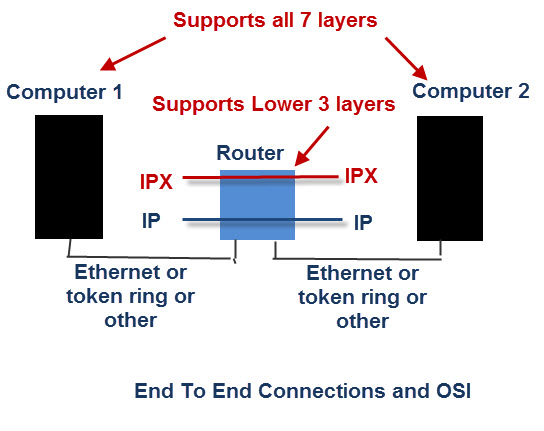 Supports all 7 layers
Computer 1
Computer 2
Supports Lower 3 layers
Router
IPX
IPX
IP
IP
Ethernet or
token ring or
other
Ethernet or
token ring or
other
End To End Connections and OSI